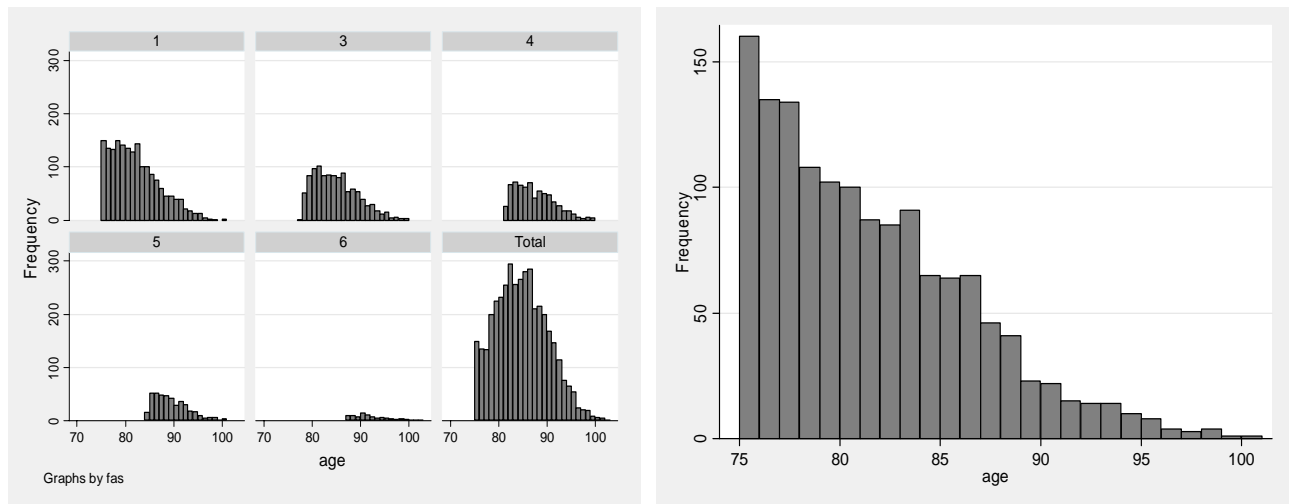 1 3 4
Frequency
0 100 200 300
5 6 Total
0 100 200 300
70 80 90 100 70 80 90 100 70 80 90 100
age
Graphs by fas
Frequency
0 50 100 150
75 80 85 90 95 100
age